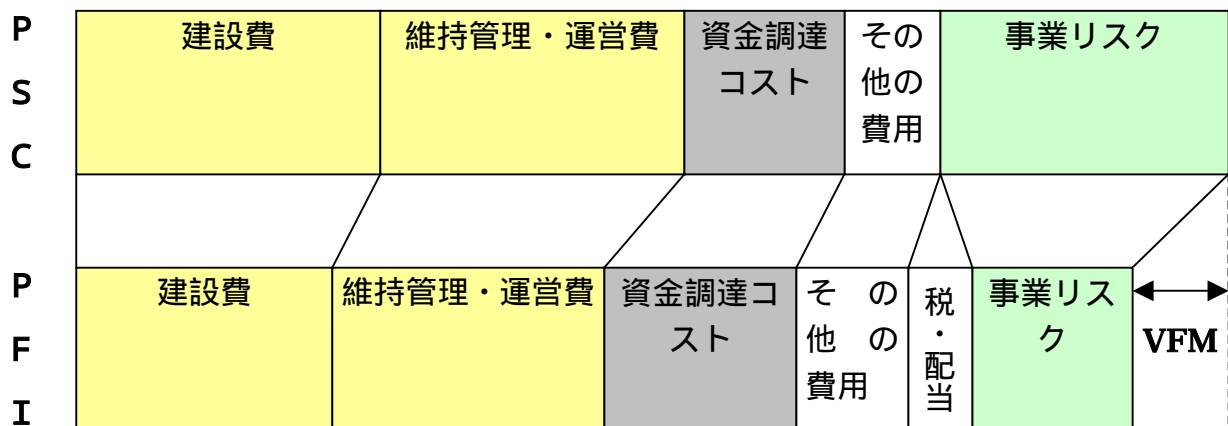 PSC
建設費
維持管理・運営費
資金調達
コスト
その
他の
費用
事業リスク
PFI
建設費
維持管理・運営費
資金調達コ
スト
その
他の
費用
税・配当
事業リス
ク
VFM